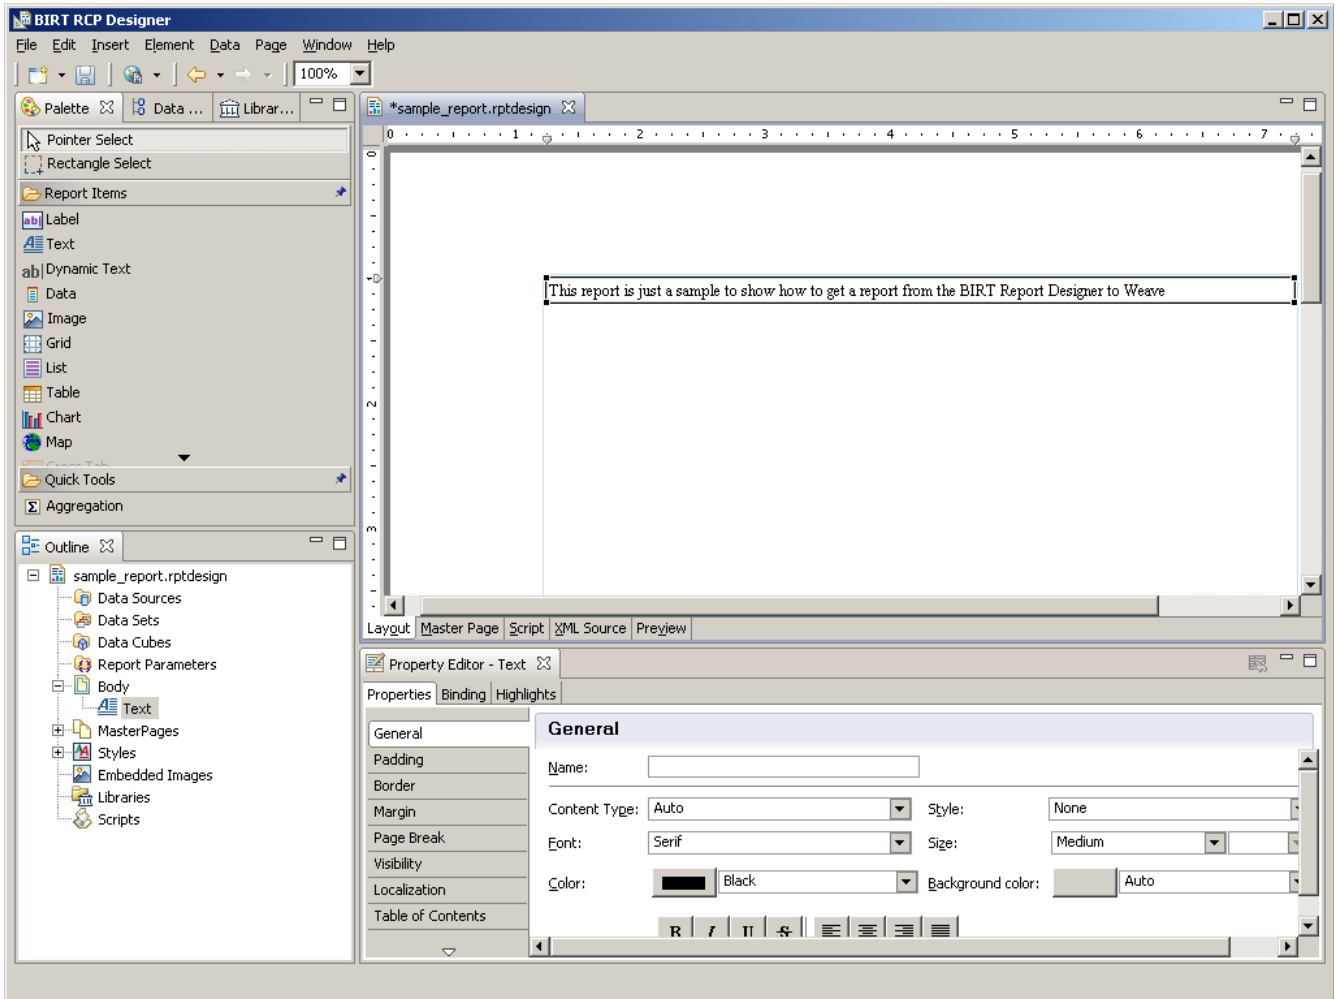 BIRT RCP Designer
File Edit Insert Element Data Page Window Help
100%
Palette Data ... Librar...
Pointer Select
Rectangle Select
Report Items
Label
Text
Dynamic Text
Data
Image
Grid
List
Table
Chart
Map
Cross Tab
Quick Tools
Aggregation
Outline
sample_report.rptdesign
Data Sources
Data Sets
Data Cubes
Report Parameters
Body
Text
MasterPages
Styles
Embedded Images
Libraries
Scripts
*sample_report.rptdesign
0 1 2 3 4 5 6 7
0
2
3
This report is just a sample to show how to get a report from the BIRT Report Designer to Weave
Layout Master Page Script XML Source Preview
Property Editor - Text
Properties Binding Highlights
General
Padding
Border
Margin
Page Break
Visibility
Localization
Table of Contents
General
Name:
Content Type: Auto Style: None
Font: Serif Size: Medium
Color: Black Background color: Auto
B I U S